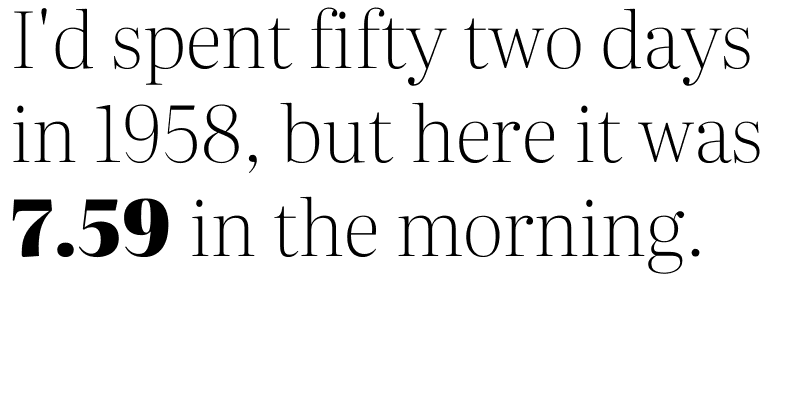 I'd spent fifty two days
in 1958, but here it was
7.59 in the morning.